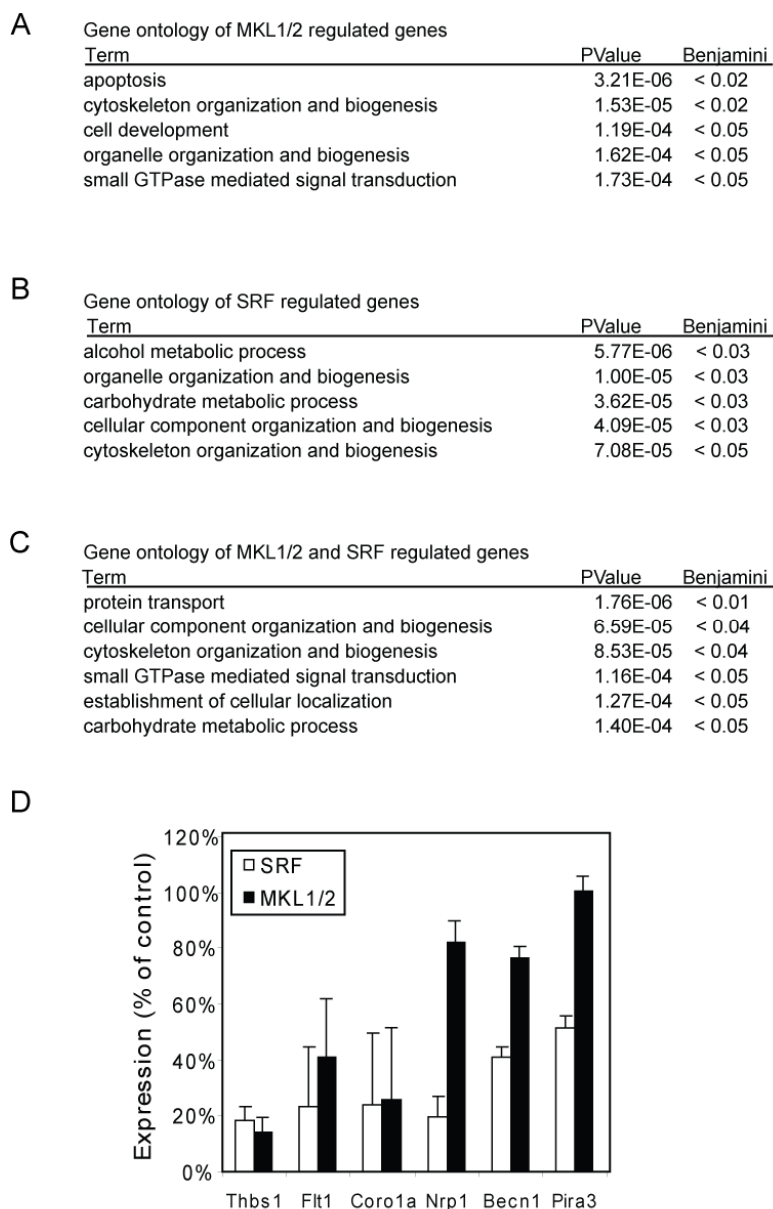 A
Gene ontology of MKL1/2 regulated genes
Term PValue Benjamini
apoptosis 3.21E-06 < 0.02
cytoskeleton organization and biogenesis 1.53E-05 < 0.02
cell development 1.19E-04 < 0.05
organelle organization and biogenesis 1.62E-04 < 0.05
small GTPase mediated signal transduction 1.73E-04 < 0.05
B
Gene ontology of SRF regulated genes
Term PValue Benjamini
alcohol metabolic process 5.77E-06 < 0.03
organelle organization and biogenesis 1.00E-05 < 0.03
carbohydrate metabolic process 3.62E-05 < 0.03
cellular component organization and biogenesis 4.09E-05 < 0.03
cytoskeleton organization and biogenesis 7.08E-05 < 0.05
C
Gene ontology of MKL1/2 and SRF regulated genes
Term PValue Benjamini
protein transport 1.76E-06 < 0.01
cellular component organization and biogenesis 6.59E-05 < 0.04
cytoskeleton organization and biogenesis 8.53E-05 < 0.04
small GTPase mediated signal transduction 1.16E-04 < 0.05
establishment of cellular localization 1.27E-04 < 0.05
carbohydrate metabolic process 1.40E-04 < 0.05
D
Expression (% of control)
120%
100%
80%
60%
40%
20%
0%
SRF
MKL1/2
Thbs1 Flt1 Coro1a Nrp1 Becn1 Pira3